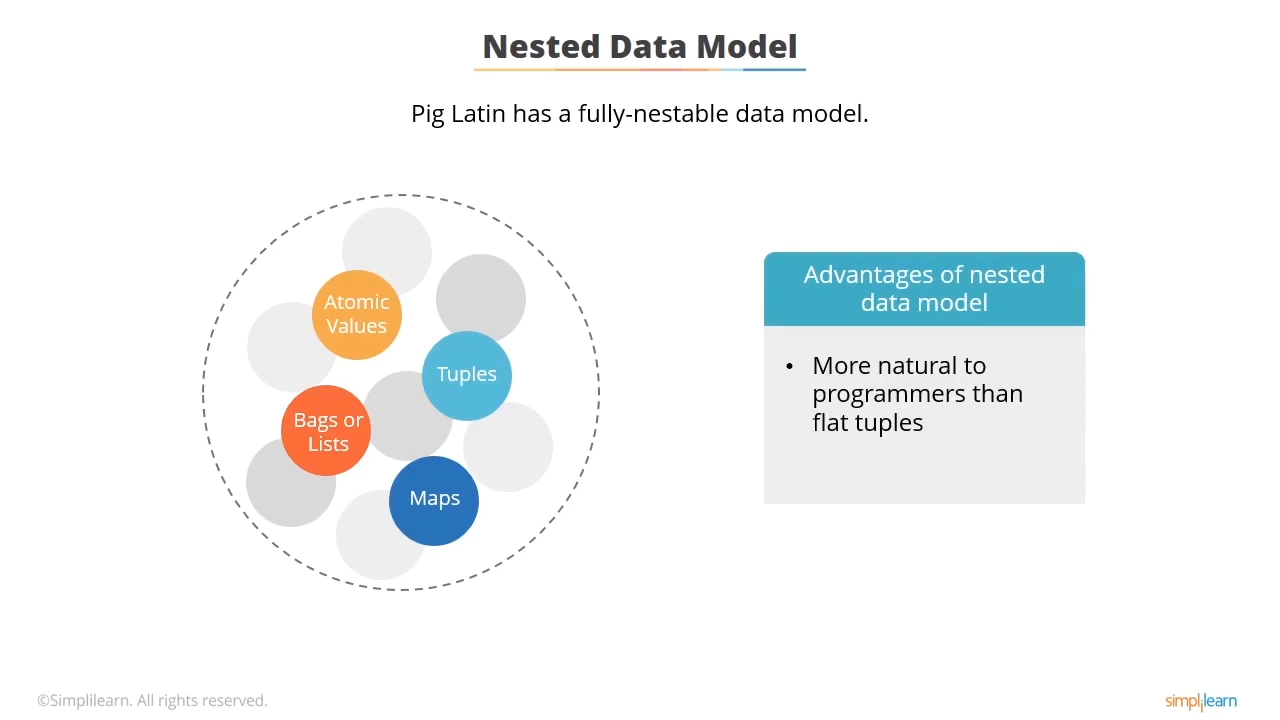 Nested Data Model
Pig Latin has a fully-nestable data model.
Atomic
Values
Tuples
Bags or
Lists
Maps
Advantages of nested
data model
• More natural to
programmers than
flat tuples
©Simplilearn. All rights reserved.
simplilearn